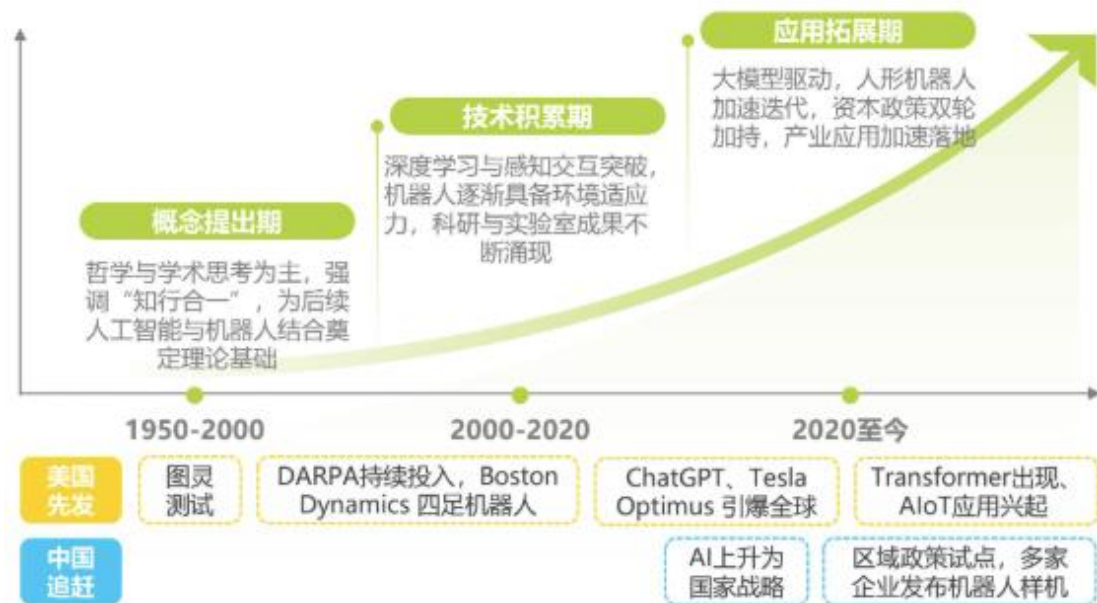 应用拓展期
大模型驱动，人形机器人
加速迭代，资本政策双轮
加持，产业应用加速落地
技术积累期
深度学习与感知交互突破，
机器人逐渐具备环境适应
力，科研与实验室成果不
断涌现
概念提出期
哲学与学术思考为主，强
调“知行合一”，为后续
人工智能与机器人结合奠
定理论基础
1950-2000
2000-2020
2020至今
美国
先发
图灵
测试
DARPA持续投入，Boston
Dynamics 四足机器人
ChatGPT、Tesla
Optimus 引爆全球
Transformer出现、
AIoT应用兴起
中国
追赶
AI上升为
国家战略
区域政策试点，多家
企业发布机器人样机